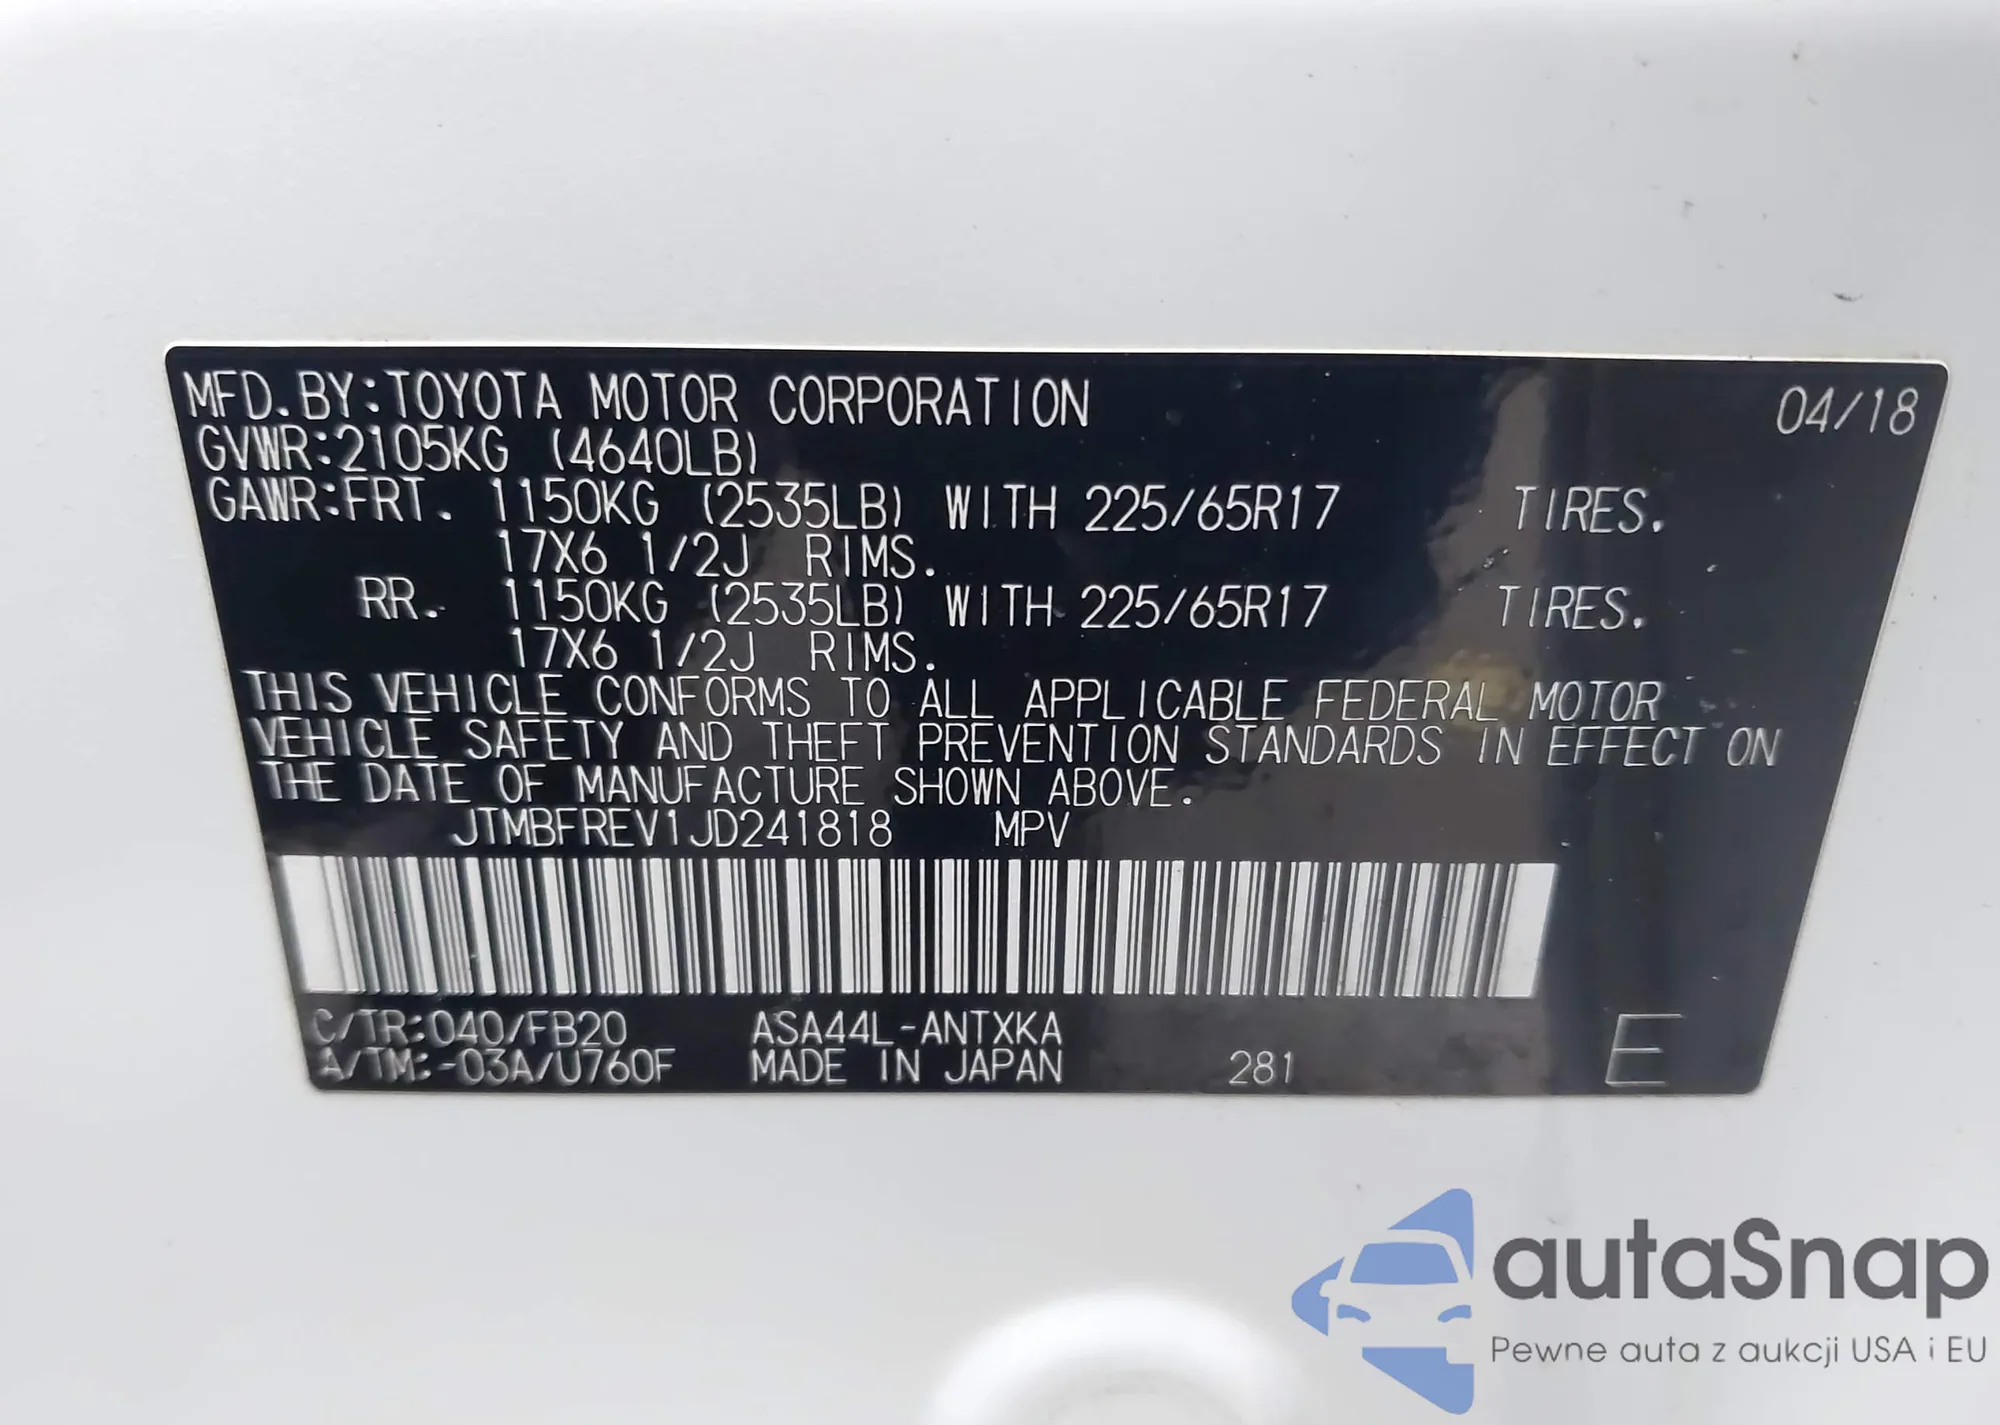 MFD. BY:TOYOTA MOTOR CORPORATION 04/18
GVWR:2105KG (4640LB)
GAWR:FRT. 1150KG (2535LB) WITH 225/65R17 TIRES.
17X6 1/2J RIMS.
RR. 1150KG (2535LB) WITH 225/65R17 TIRES.
17X6 1/2J RIMS.
THIS VEHICLE CONFORMS TO ALL APPLICABLE FEDERAL MOTOR
VEHICLE SAFETY AND THEFT PREVENTION STANDARDS IN EFFECT ON
THE DATE OF MANUFACTURE SHOWN ABOVE.
JTMBFREV1JD241818 MPV
C/TR:040/FB20 ASA44L-ANTXKA
A/TM:-03A/U760F MADE IN JAPAN 281 E
autaSnap
Pewne auta z aukcji USA i EU